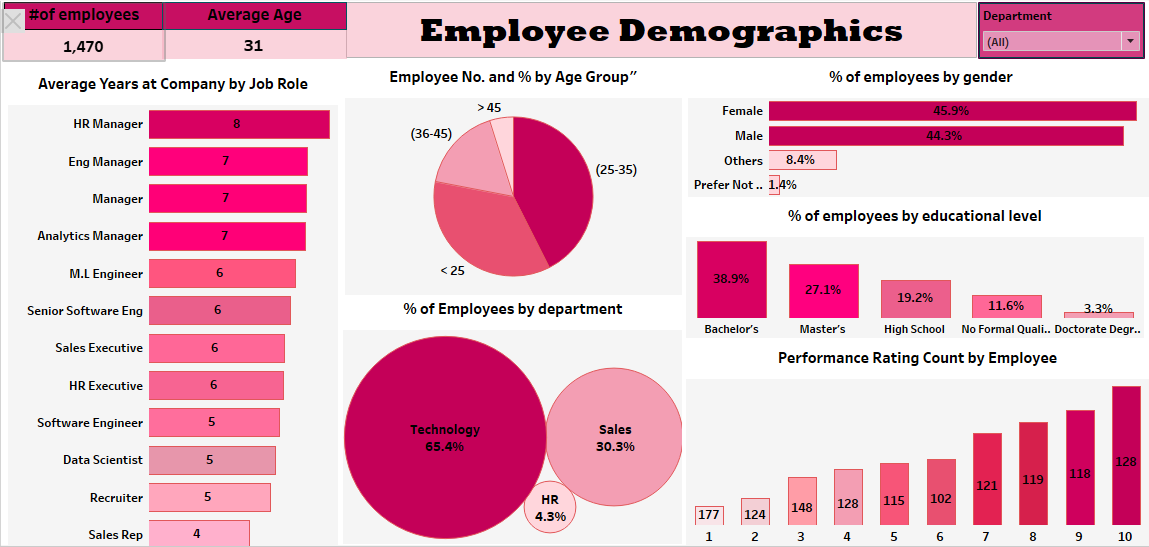 #of employees
1,470
Average Age
31
Employee Demographics
Department
(All)
Average Years at Company by Job Role
HR Manager 8
Eng Manager 7
Manager 7
Analytics Manager 7
M.L Engineer 6
Senior Software Eng 6
Sales Executive 6
HR Executive 6
Software Engineer 5
Data Scientist 5
Recruiter 5
Sales Rep 4
Employee No. and % by Age Group”
> 45
(36-45)
(25-35)
< 25
% of Employees by department
Technology
65.4%
Sales
30.3%
HR
4.3%
% of employees by gender
Female 45.9%
Male 44.3%
Others 8.4%
Prefer Not .. 1.4%
% of employees by educational level
38.9% 27.1% 19.2% 11.6% 3.3%
Bachelor’s Master’s High School No Formal Quali.. Doctorate Degr..
Performance Rating Count by Employee
177 124 148 128 115 102 121 119 118 128
1 2 3 4 5 6 7 8 9 10